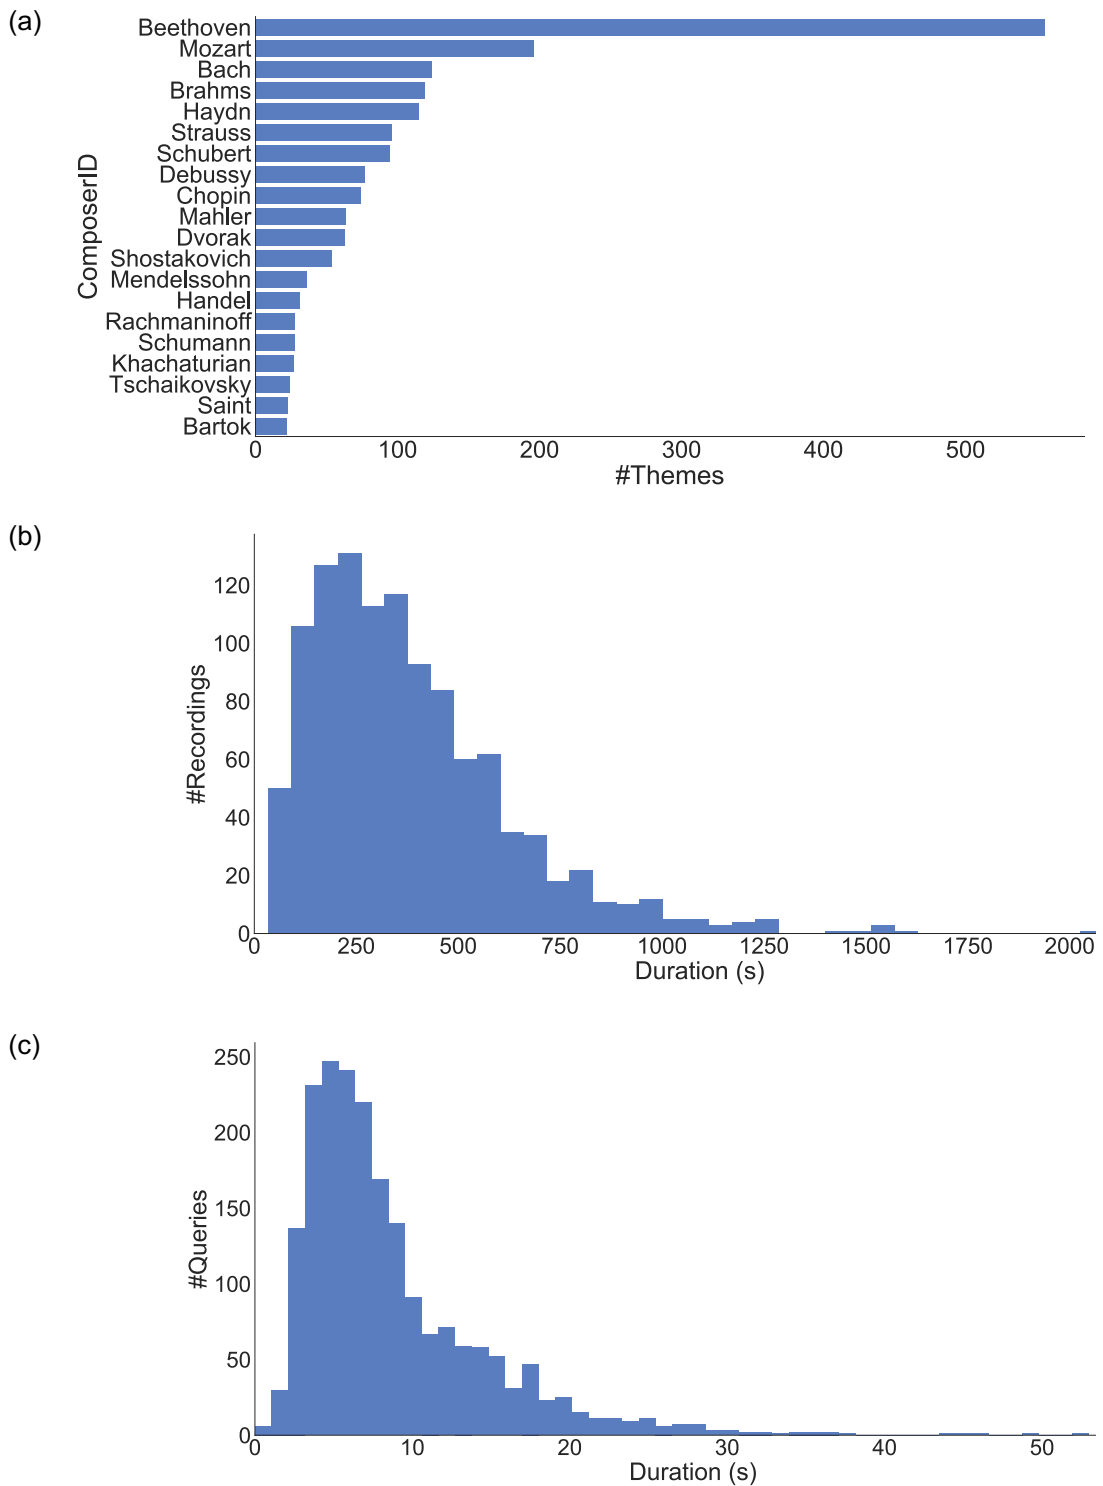 (a)
ComposerID
Beethoven
Mozart
Bach
Brahms
Haydn
Strauss
Schubert
Debussy
Chopin
Mahler
Dvorak
Shostakovich
Mendelssohn
Handel
Rachmaninoff
Schumann
Khachaturian
Tschaikovsky
Saint
Bartok
0 100 200 300 400 500
#Themes
(b)
#Recordings
120
100
80
60
40
20
0
0 250 500 750 1000 1250 1500 1750 2000
Duration (s)
(c)
#Queries
250
200
150
100
50
0
0 10 20 30 40 50
Duration (s)